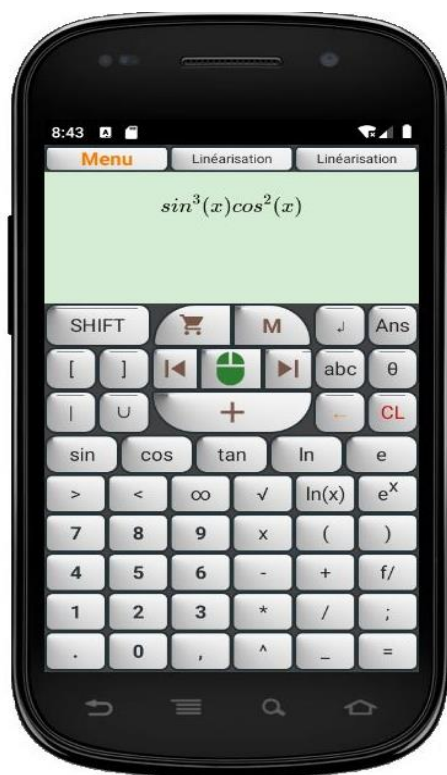 8:43
Menu Linéarisation Linéarisation
sin³(x)cos²(x)
SHIFT M ↲ Ans
[ ] abc θ
| ∪ + ← CL
sin cos tan ln e
> < ∞ √ ln(x) eˣ
7 8 9 x ( )
4 5 6 - + f/
1 2 3 * / ;
. 0 , ^ _ =